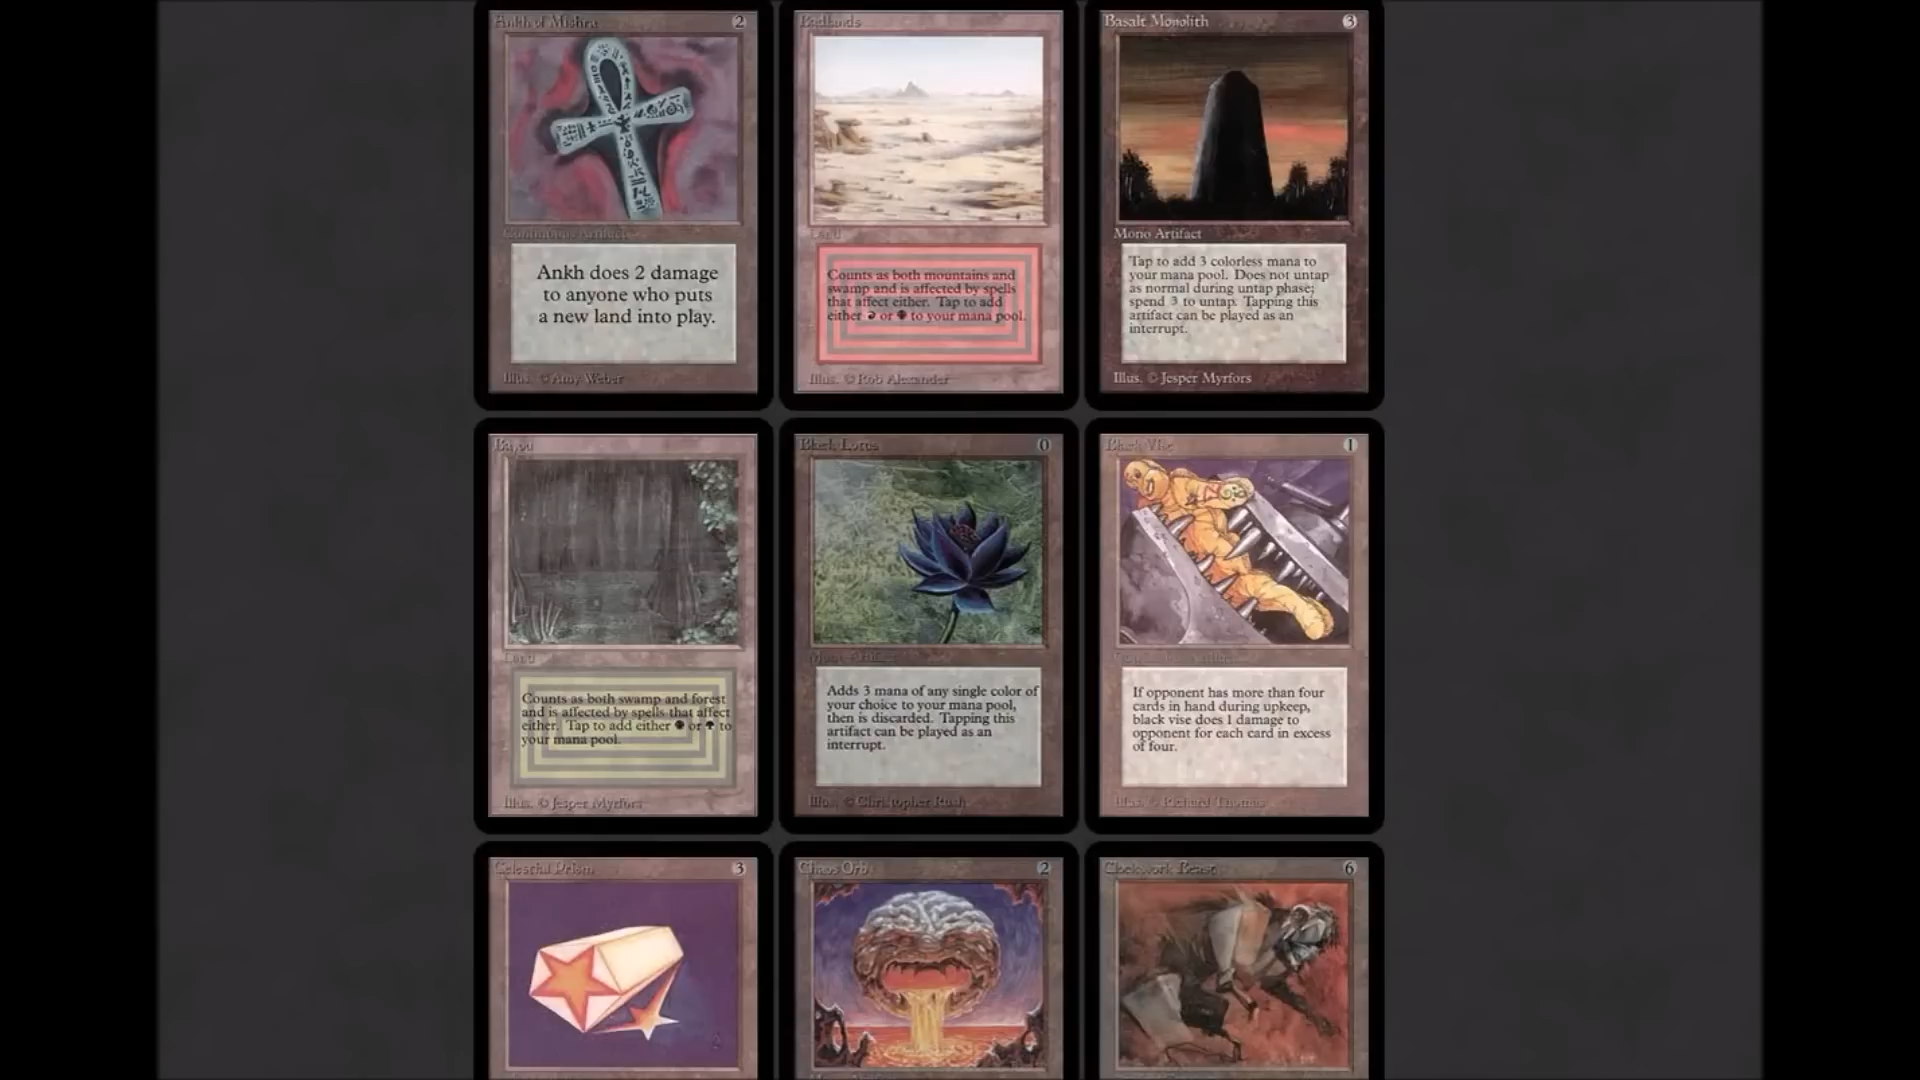 Ankh of Mishra 2
Continuous Artifact
Ankh does 2 damage
to anyone who puts
a new land into play.
Illus. © Amy Weber
Badlands
Land
Counts as both mountains and
swamp and is affected by spells
that affect either. Tap to add
either or to your mana pool.
Illus. © Rob Alexander
Basalt Monolith 3
Mono Artifact
Tap to add 3 colorless mana to
your mana pool. Does not untap
as normal during untap phase;
spend 3 to untap. Tapping this
artifact can be played as an
interrupt.
Illus. © Jesper Myrfors
Bayou
Land
Counts as both swamp and forest
and is affected by spells that affect
either. Tap to add either or to
your mana pool.
Illus. © Jesper Myrfors
Black Lotus 0
Mono Artifact
Adds 3 mana of any single color of
your choice to your mana pool,
then is discarded. Tapping this
artifact can be played as an
interrupt.
Illus. © Christopher Rush
Black Vise 1
If opponent has more than four
cards in hand during upkeep,
black vise does 1 damage to
opponent for each card in excess
of four.
Illus. © Richard Thomas
Celestial Prism 3
Chaos Orb 2
Clockwork Beast 6